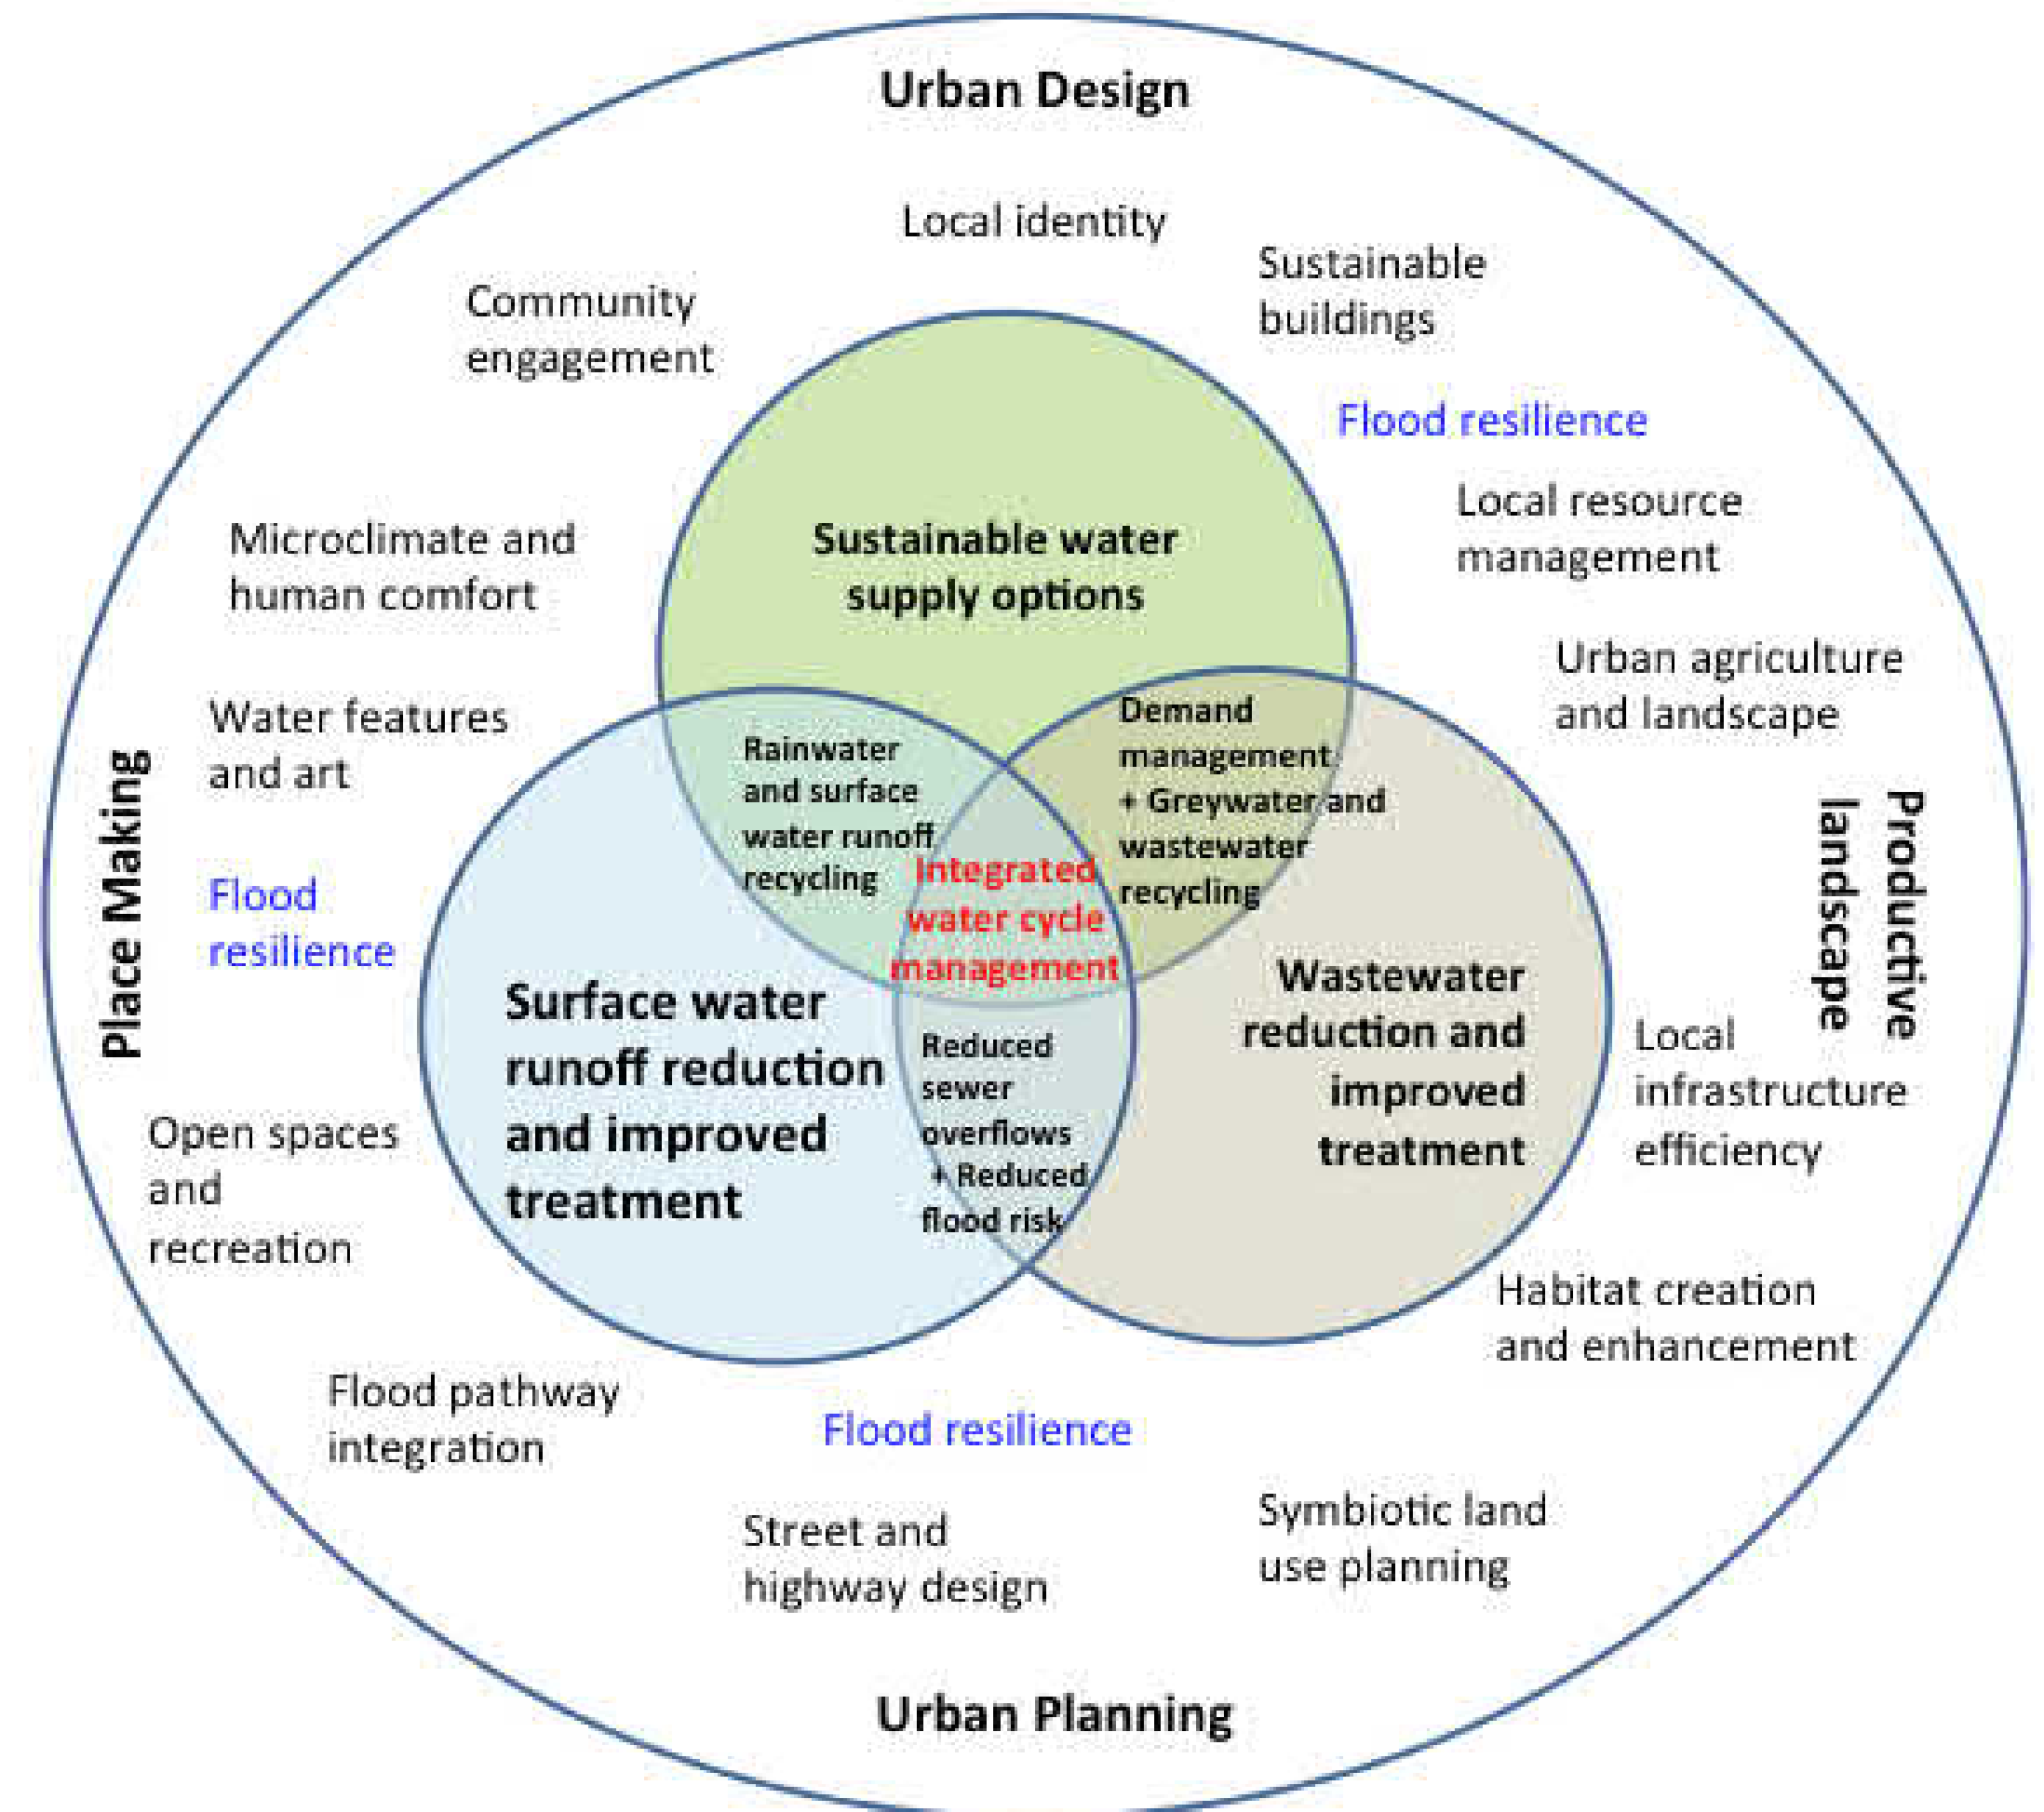 Urban Design
Local identity
Sustainable
buildings
Community
engagement
Flood resilience
Local resource
management
Microclimate and
human comfort
Sustainable water
supply options
Urban agriculture
and landscape
Water features
and art
Demand
management
+ Greywater and
wastewater
recycling
Rainwater
and surface
water runoff
recycling
Place Making
Productive
landscape
Flood
resilience
Integrated
water cycle
management
Surface water
runoff reduction
and improved
treatment
Wastewater
reduction and
improved
treatment
Reduced
sewer
overflows
+ Reduced
flood risk
Local
infrastructure
efficiency
Open spaces
and
recreation
Habitat creation
and enhancement
Flood pathway
integration
Flood resilience
Street and
highway design
Symbiotic land
use planning
Urban Planning